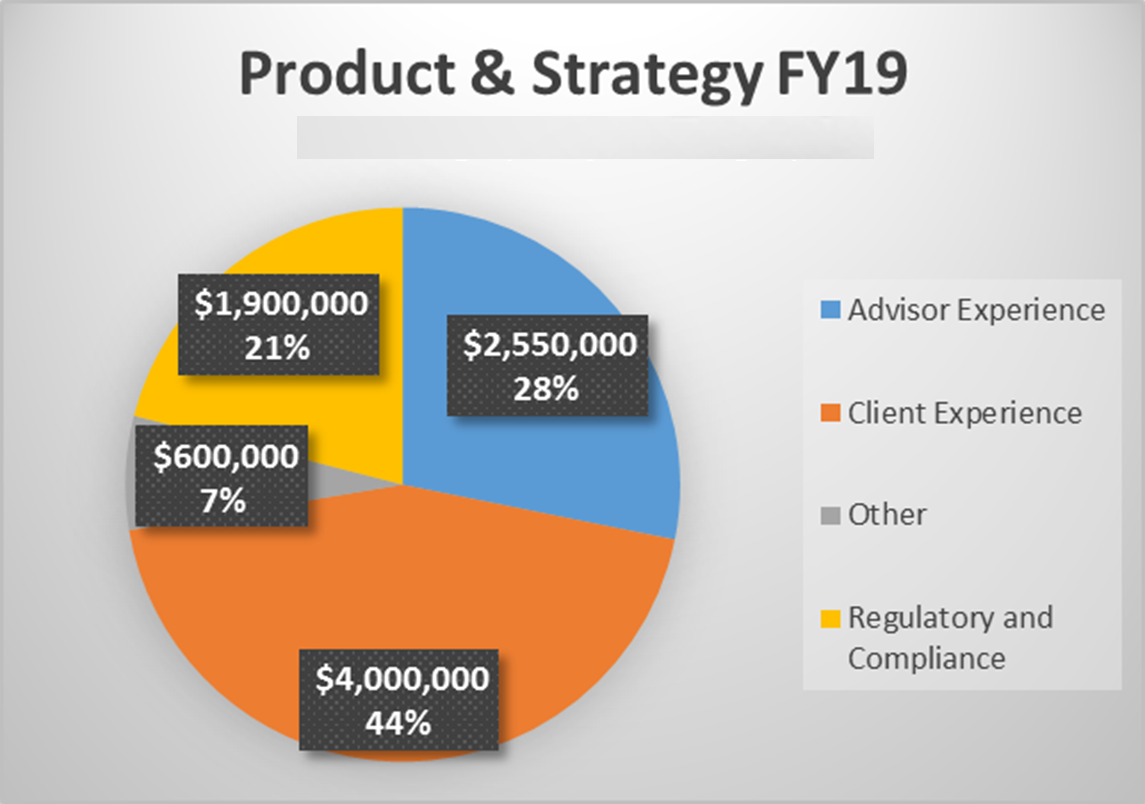 Product & Strategy FY19
$1,900,000
21%
$2,550,000
28%
$600,000
7%
$4,000,000
44%
Advisor Experience
Client Experience
Other
Regulatory and
Compliance